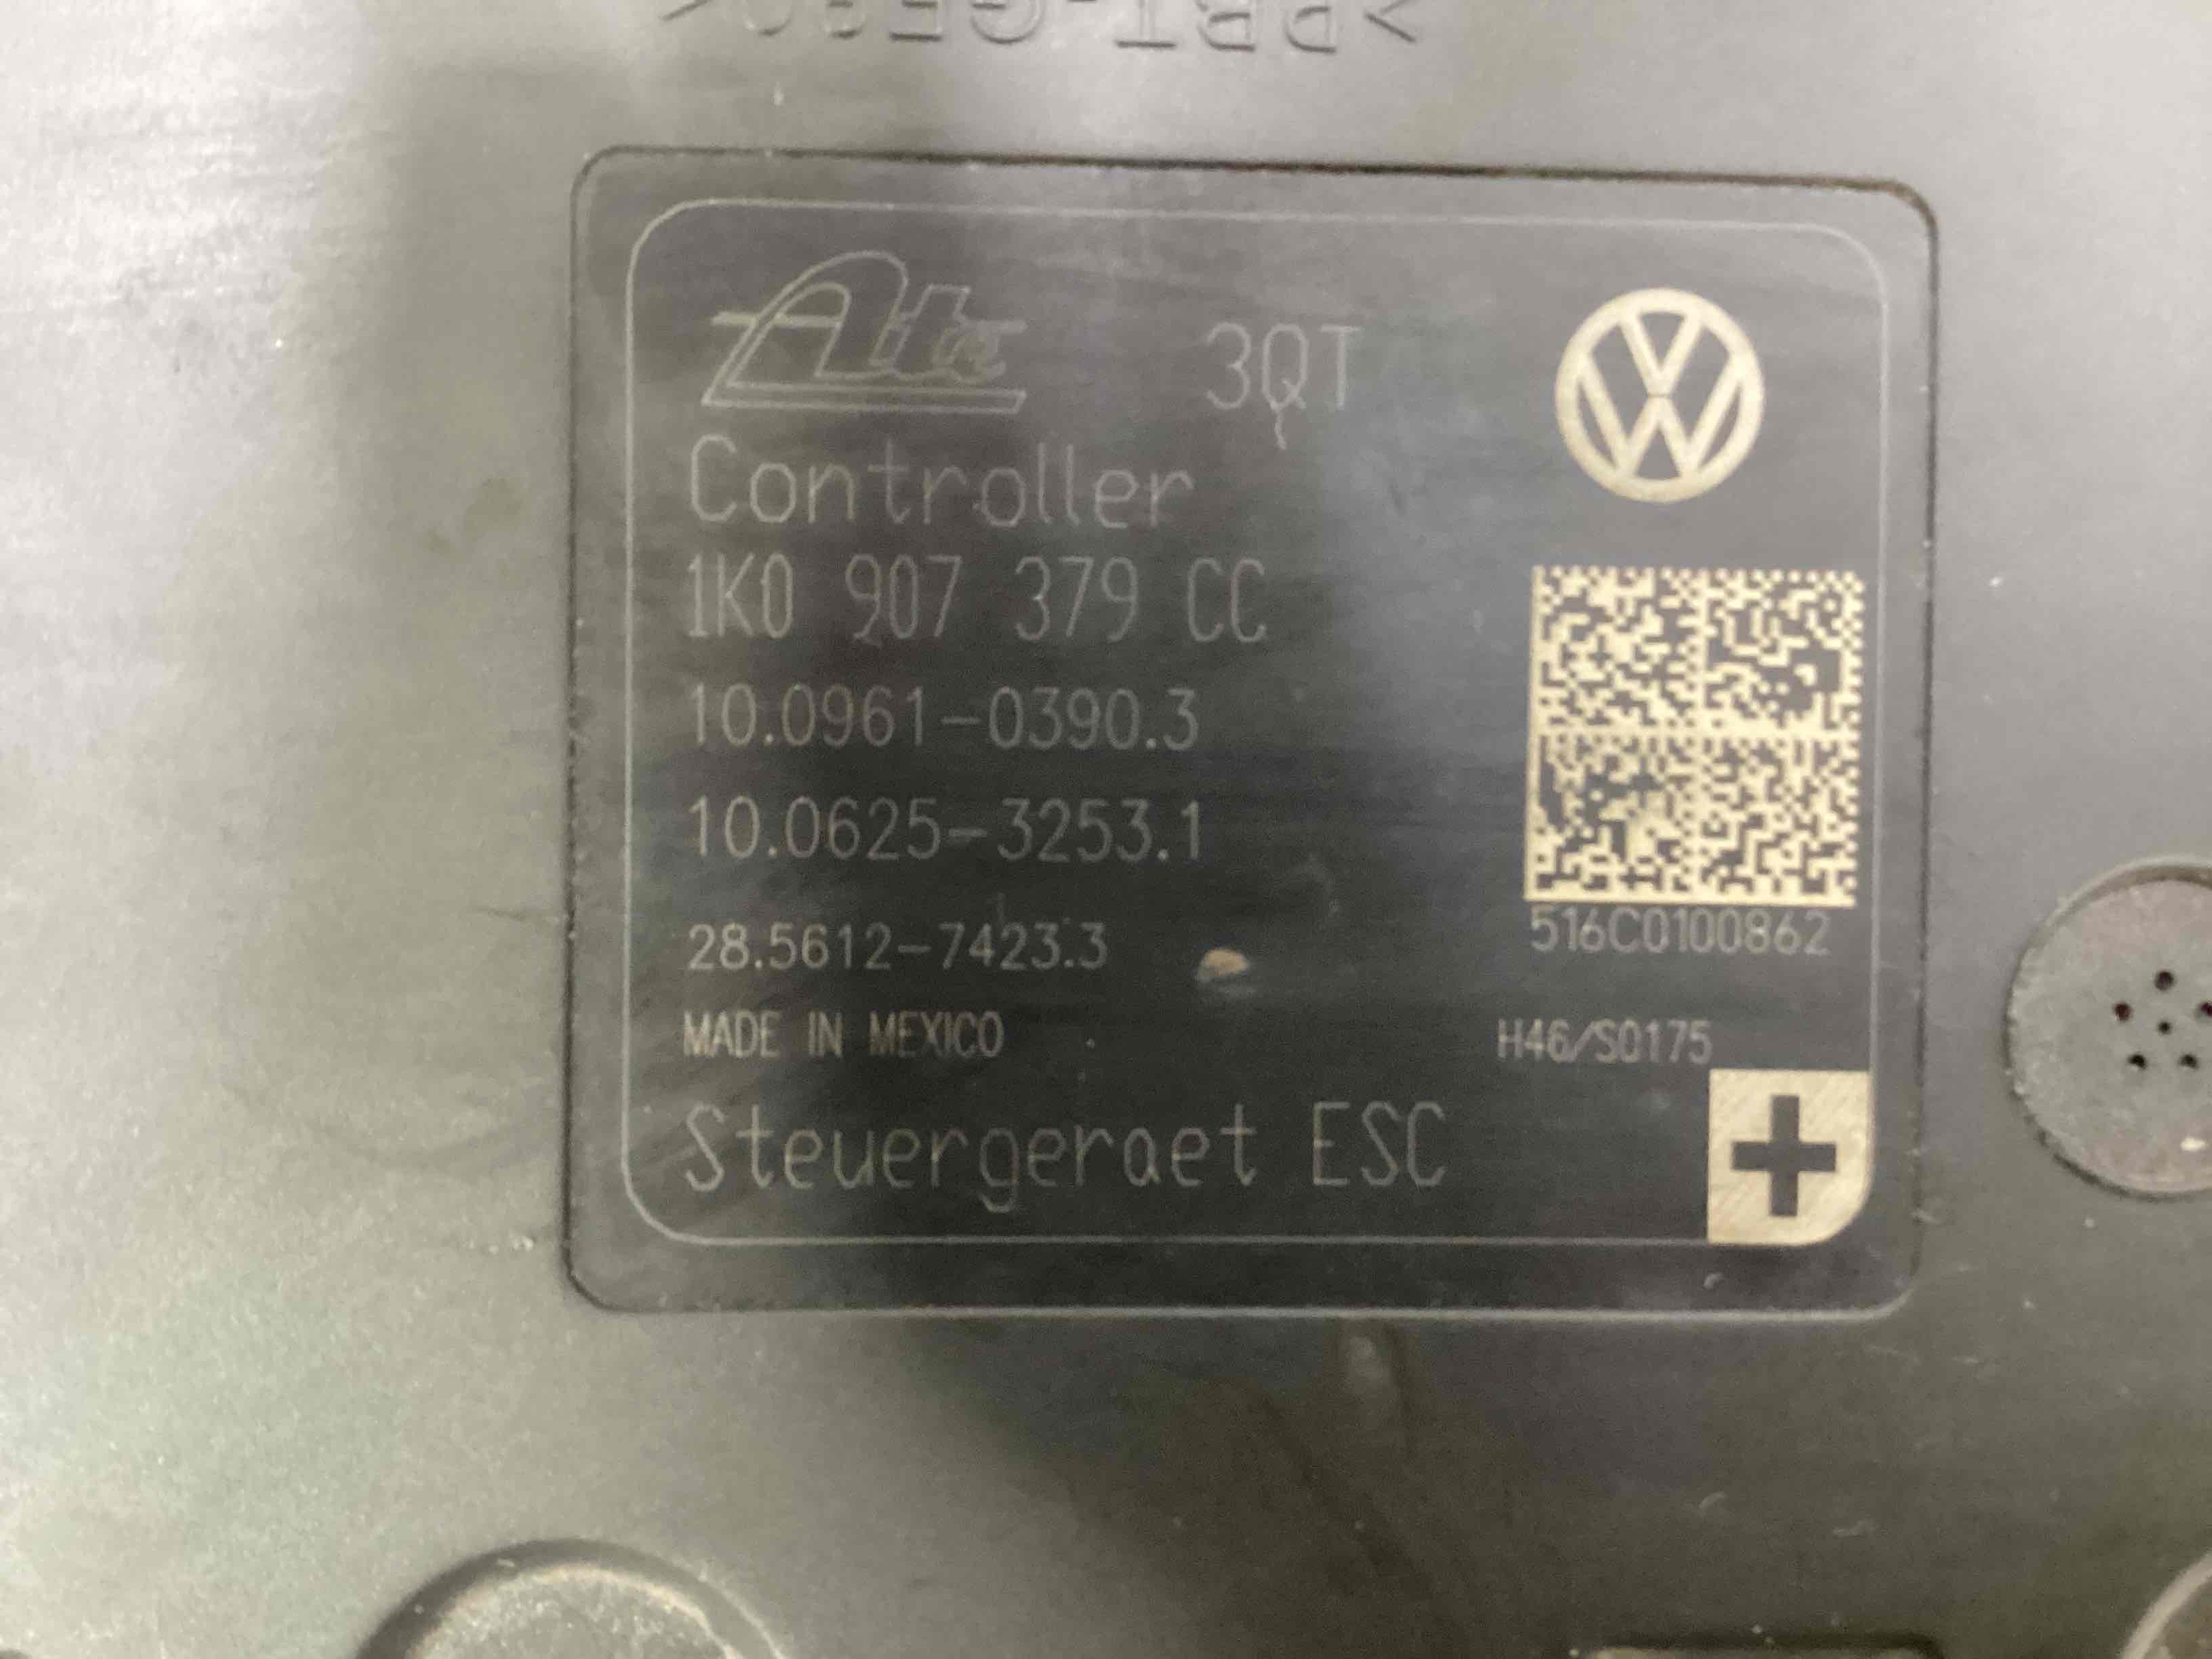 Ate 3QT
Controller
1K0 907 379 CC
10.0961-0390.3
10.0625-3253.1
28.5612-7423.3
516C0100862
MADE IN MEXICO
H46/S0175
Steuergeraet ESC